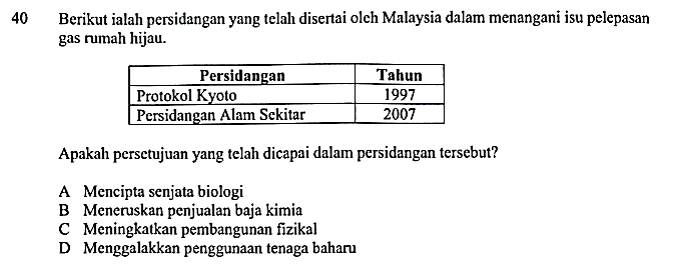 40 Berikut ialah persidangan yang telah disertai oleh Malaysia dalam menangani isu pelepasan
gas rumah hijau.
Persidangan Tahun
Protokol Kyoto 1997
Persidangan Alam Sekitar 2007
Apakah persetujuan yang telah dicapai dalam persidangan tersebut?
A Mencipta senjata biologi
B Meneruskan penjualan baja kimia
C Meningkatkan pembangunan fizikal
D Menggalakkan penggunaan tenaga baharu